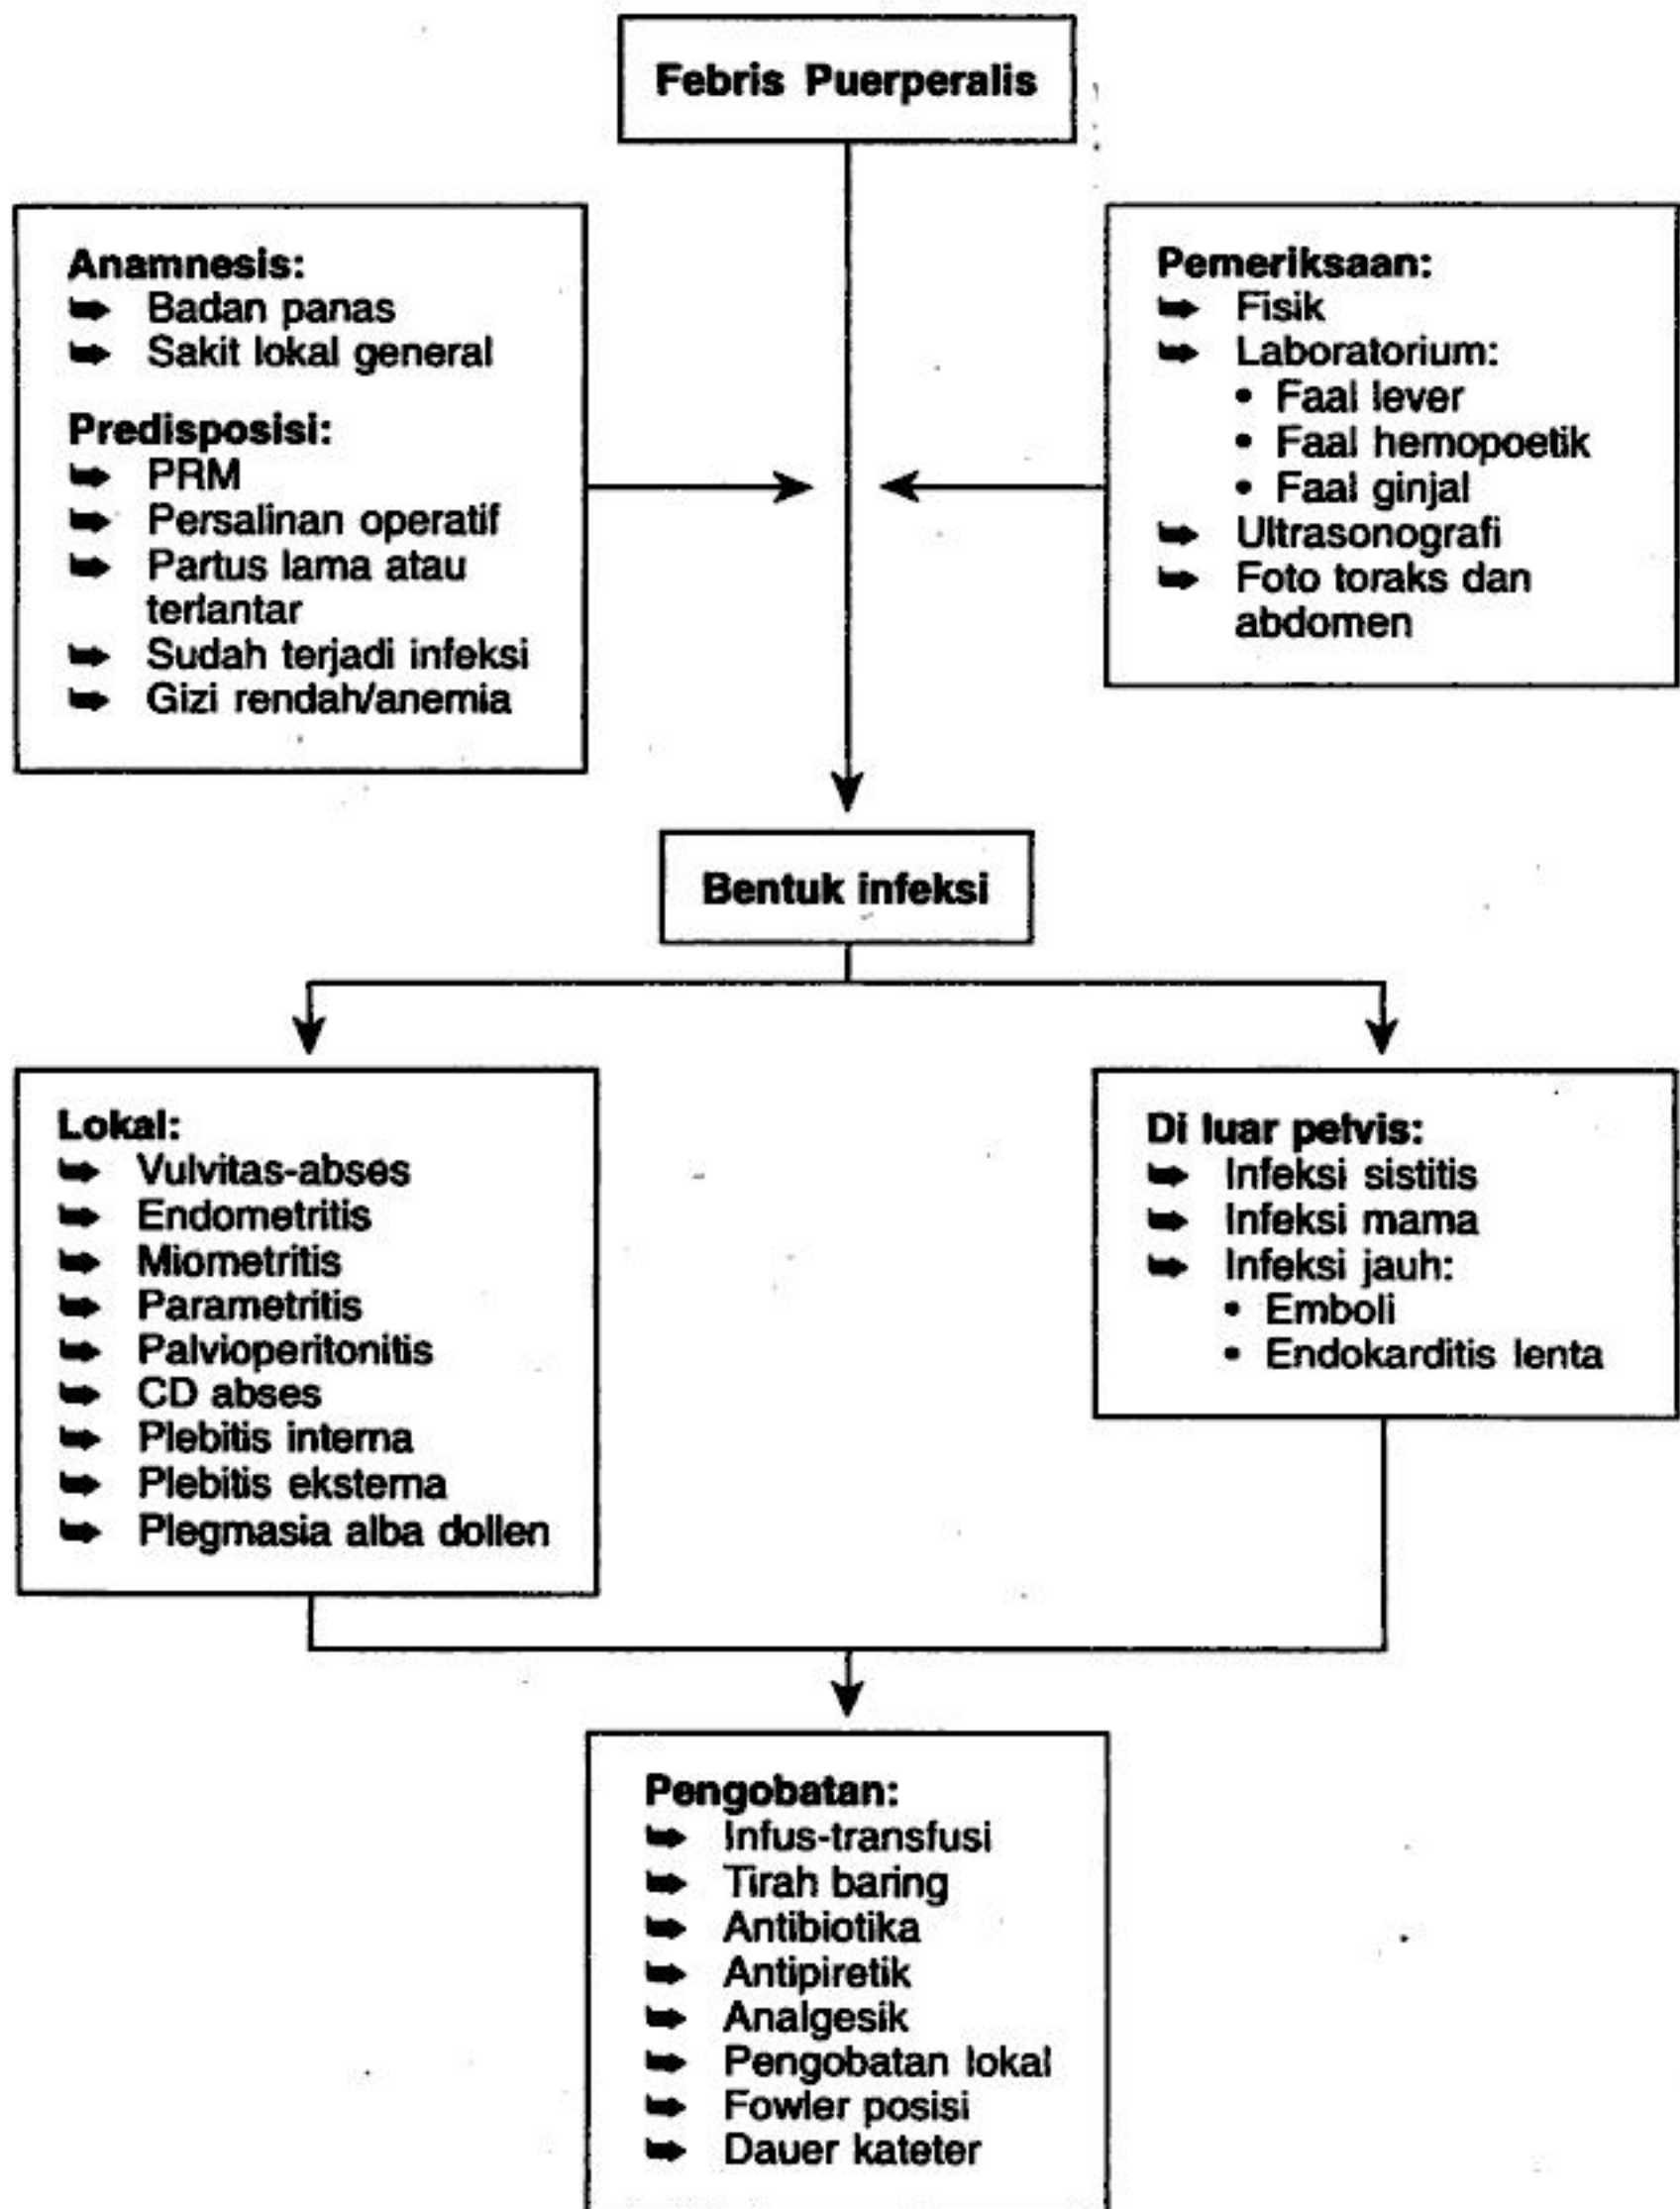 Febris Puerperalis
Anamnesis:
➡ Badan panas
➡ Sakit lokal general
Predisposisi:
➡ PRM
➡ Persalinan operatif
➡ Partus lama atau
terlantar
➡ Sudah terjadi infeksi
➡ Gizi rendah/anemia
Pemeriksaan:
➡ Fisik
➡ Laboratorium:
• Faal lever
• Faal hemopoetik
• Faal ginjal
➡ Ultrasonografi
➡ Foto toraks dan
abdomen
Bentuk infeksi
Lokal:
➡ Vulvitas-abses
➡ Endometritis
➡ Miometritis
➡ Parametritis
➡ Palvioperitonitis
➡ CD abses
➡ Plebitis interna
➡ Plebitis eksterna
➡ Plegmasia alba dollen
Di luar pelvis:
➡ Infeksi sistitis
➡ Infeksi mama
➡ Infeksi jauh:
• Emboli
• Endokarditis lenta
Pengobatan:
➡ Infus-transfusi
➡ Tirah baring
➡ Antibiotika
➡ Antipiretik
➡ Analgesik
➡ Pengobatan lokal
➡ Fowler posisi
➡ Dauer kateter